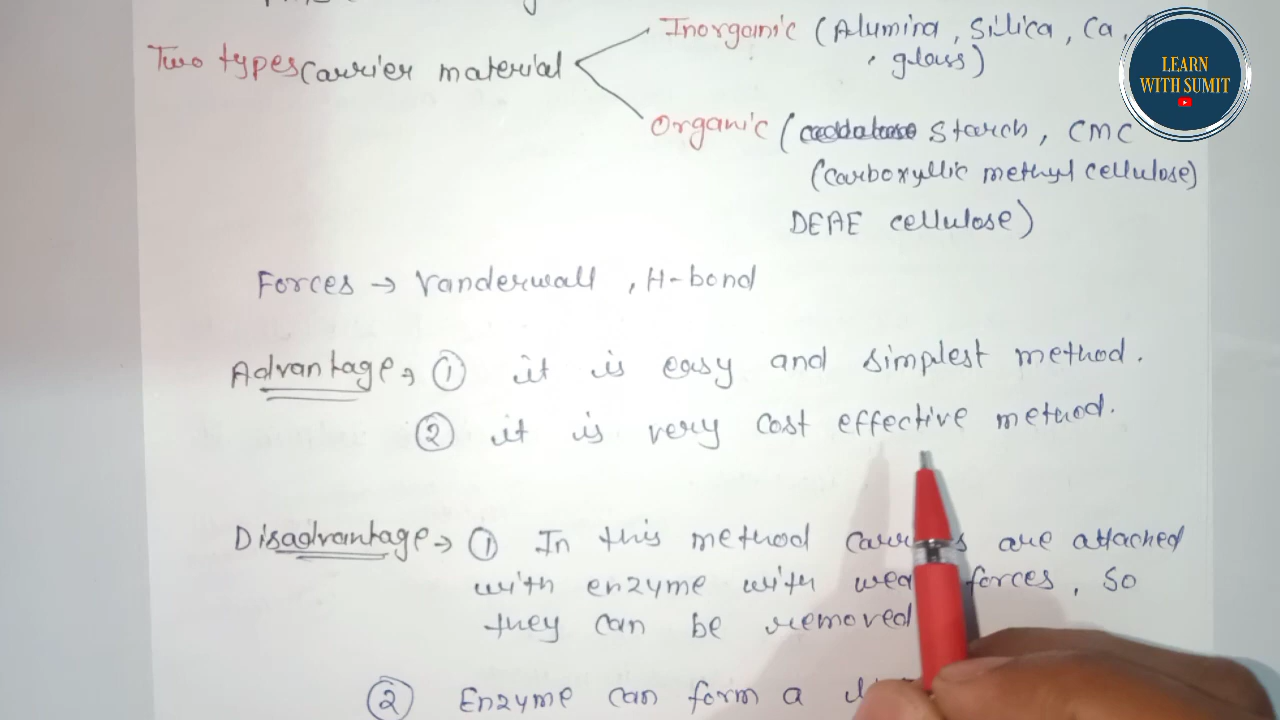 Two types Carrier material
Inorganic (Alumina, Silica, Ca,
, glass)
Organic ( Starch, CMC
(carboxyllic methyl cellulose)
DEAE cellulose)
Forces → Vanderwall, H-bond
Advantage → ① it is easy and simplest method.
② it is very cost effective method.
Disadvantage → ① In this method are attached
with enzyme with forces, so
they can be removed
② Enzyme can form a
LEARN
WITH SUMIT